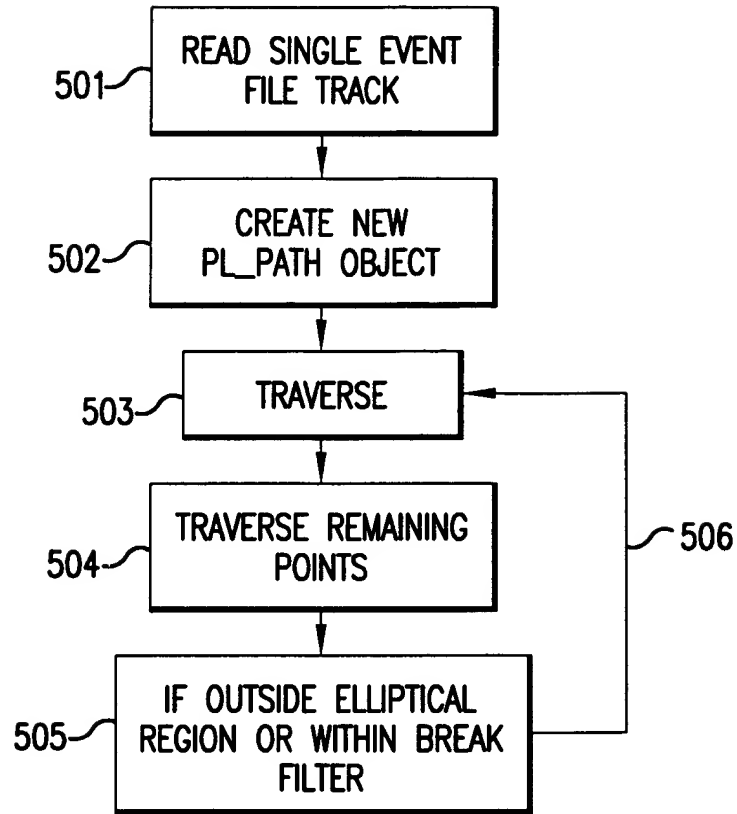 READ SINGLE EVENT
FILE TRACK
501
CREATE NEW
PL_PATH OBJECT
502
TRAVERSE
503
TRAVERSE REMAINING
POINTS
504
506
IF OUTSIDE ELLIPTICAL
REGION OR WITHIN BREAK
FILTER
505